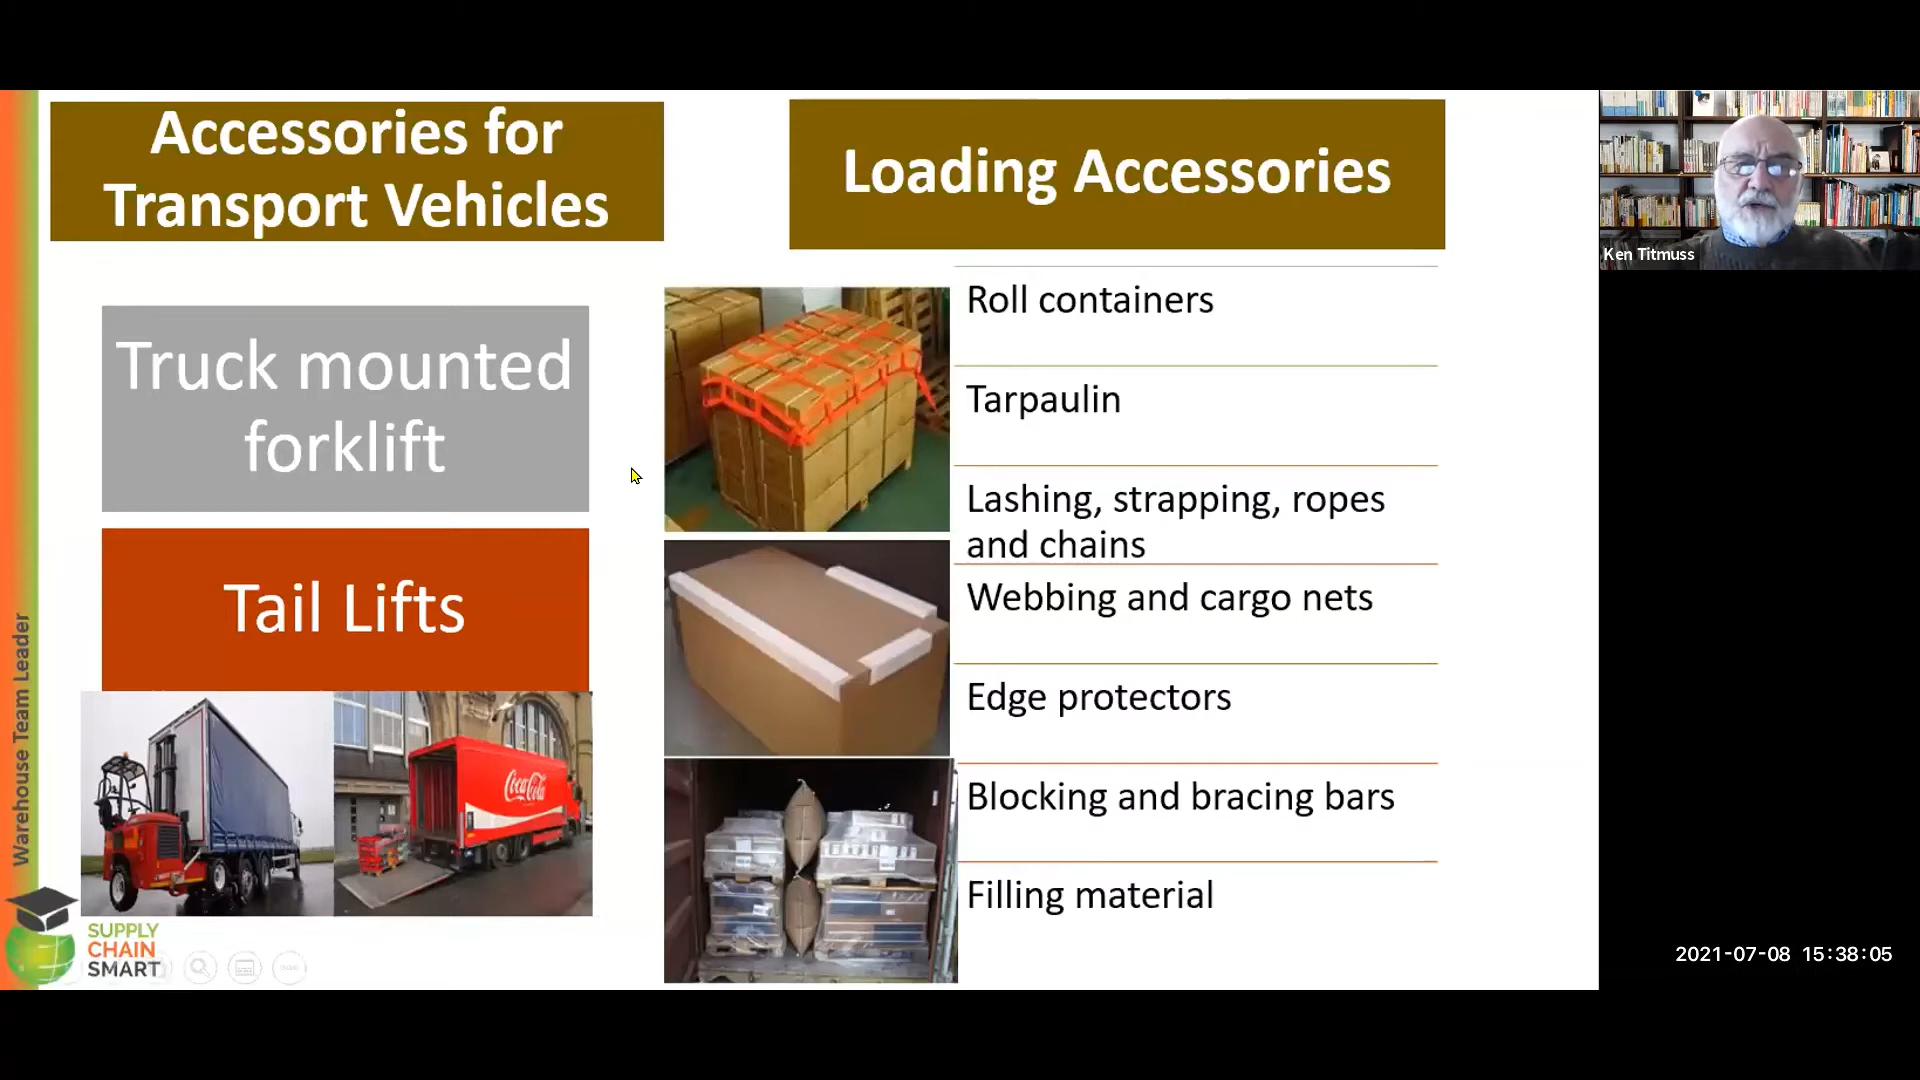 Accessories for
Transport Vehicles
Truck mounted
forklift
Tail Lifts
Coca-Cola
Loading Accessories
Roll containers
Tarpaulin
Lashing, strapping, ropes
and chains
Webbing and cargo nets
Edge protectors
Blocking and bracing bars
Filling material
Warehouse Team Leader
SUPPLY
CHAIN
SMART
Ken Titmuss
2021-07-08 15:38:05